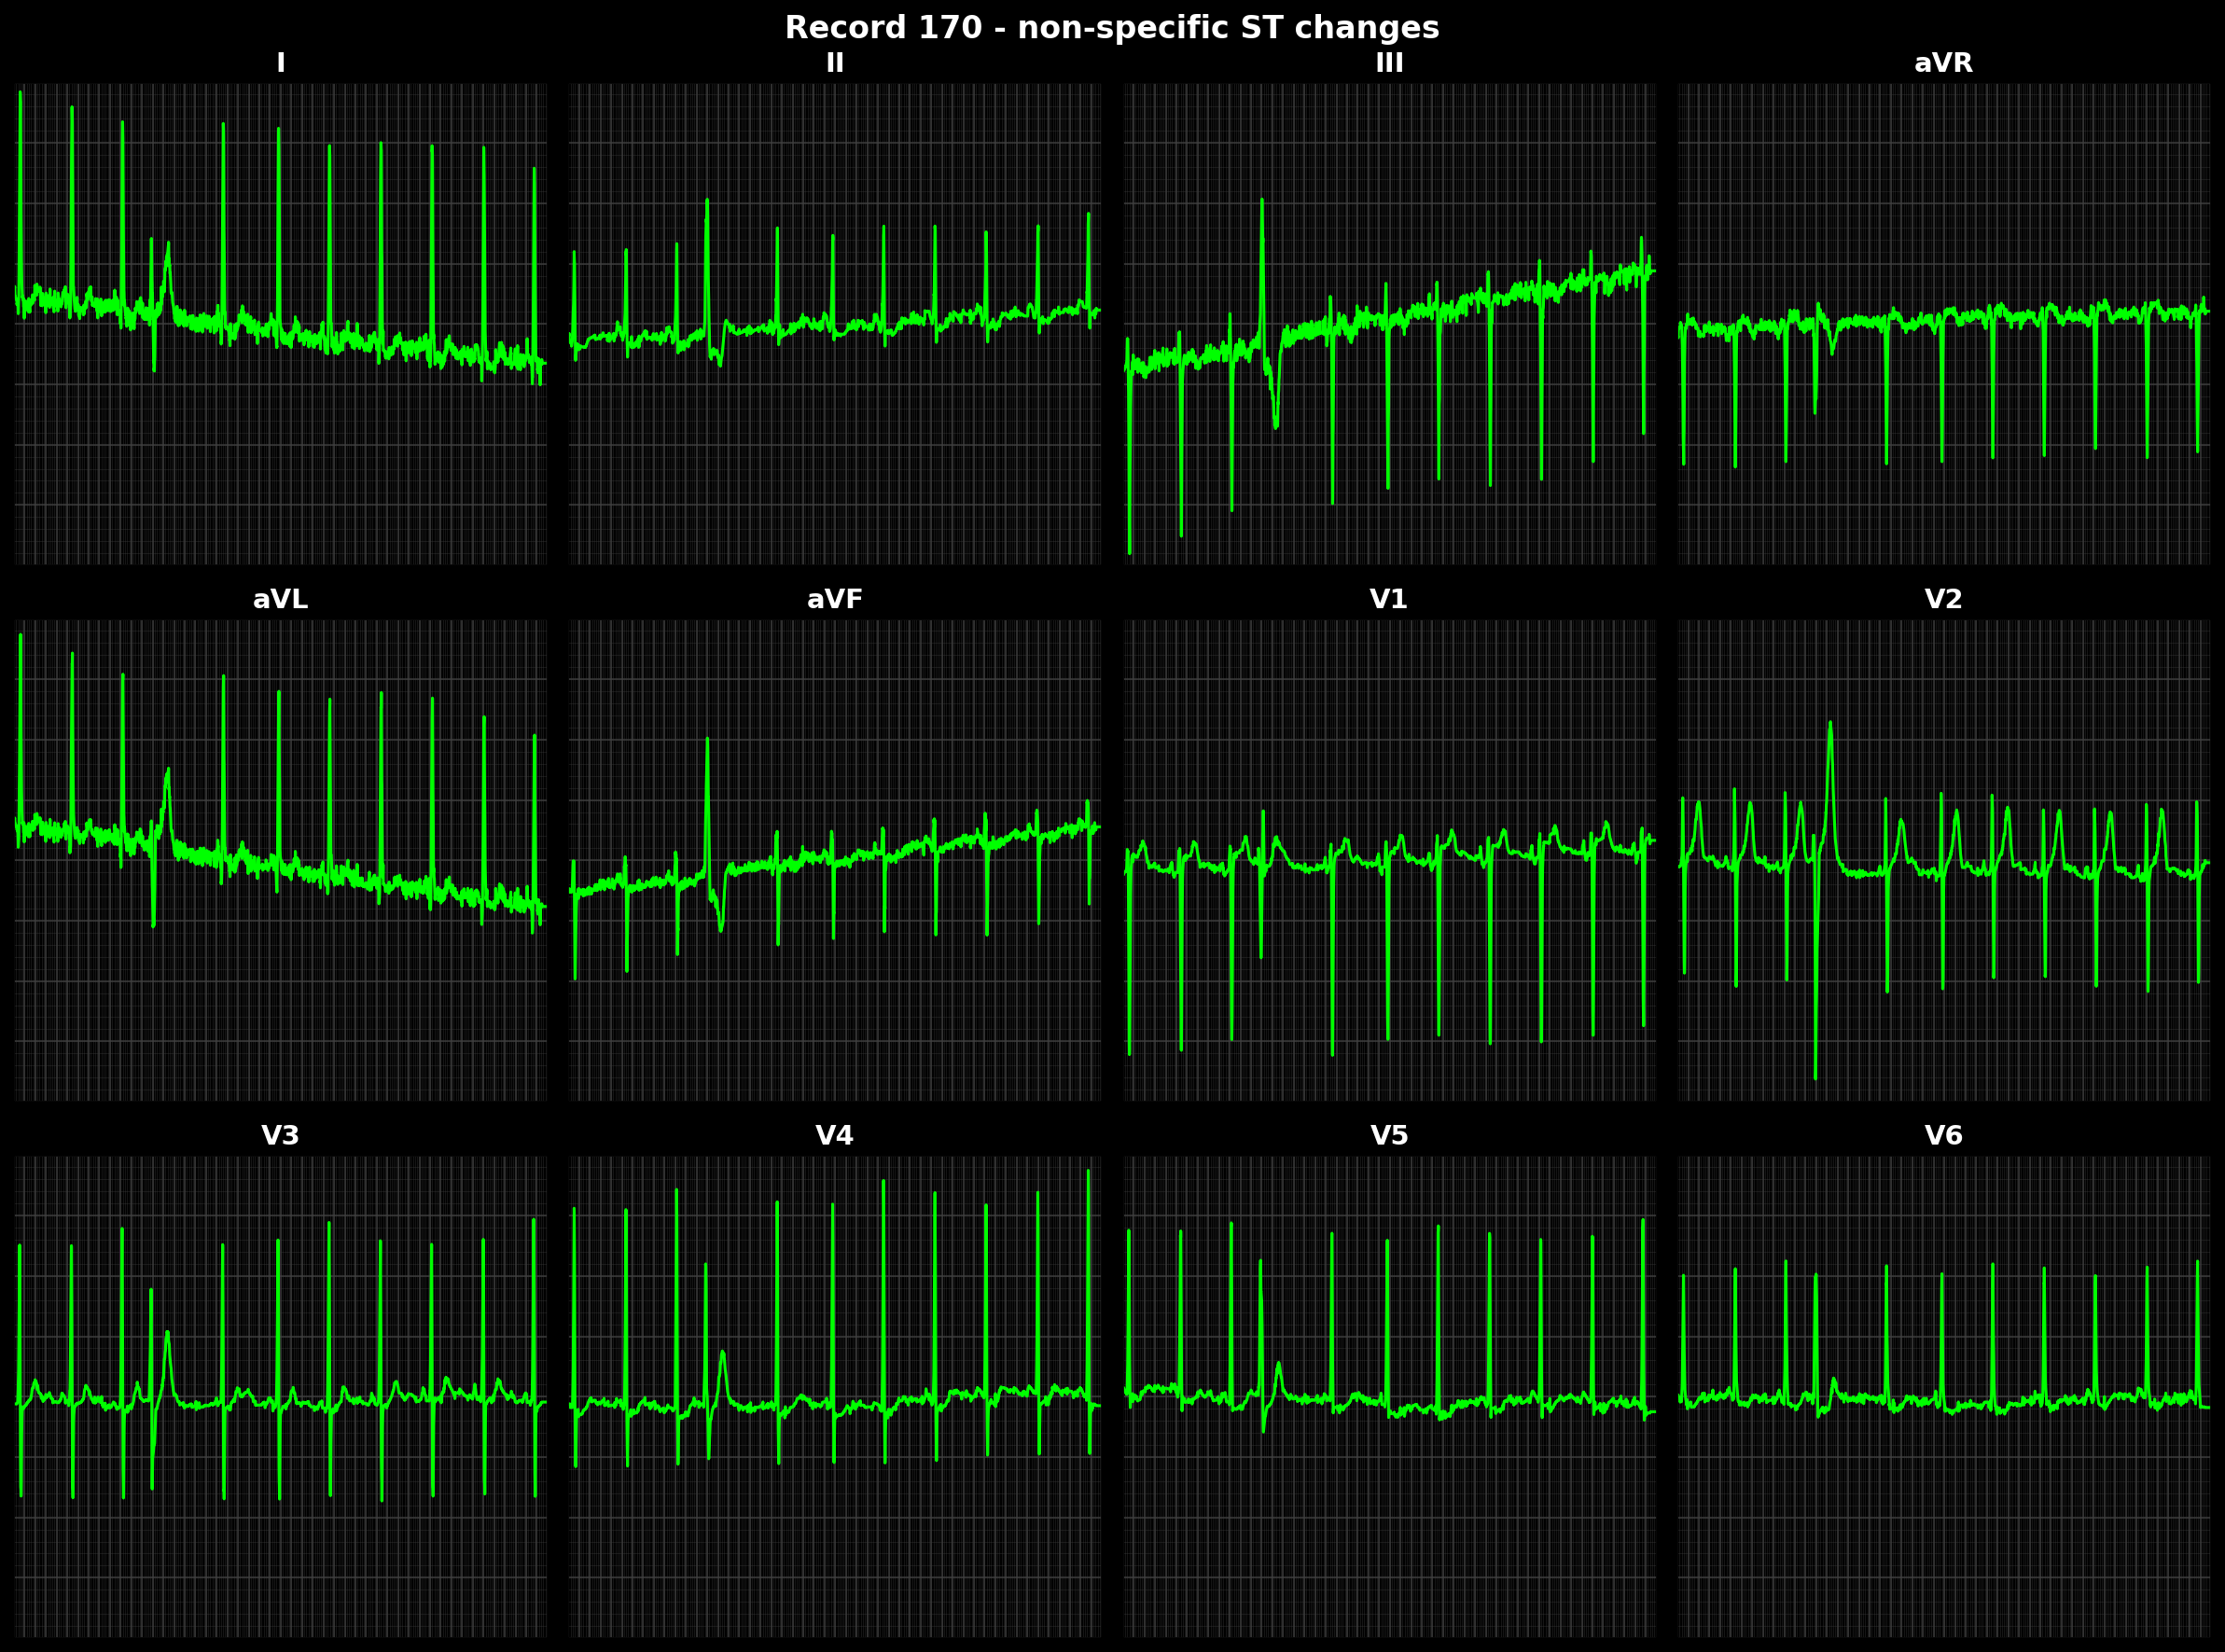 Record 170 - non-specific ST changes
I II III aVR
aVL aVF V1 V2
V3 V4 V5 V6